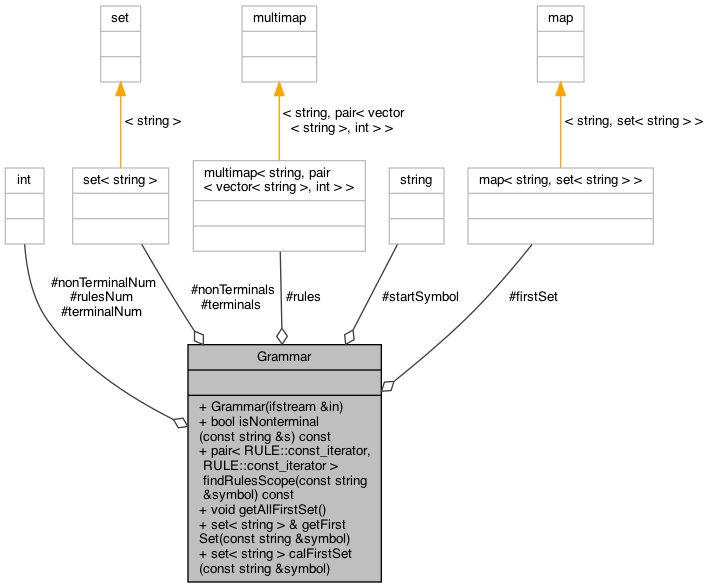 set
multimap
map
< string >
< string, pair< vector
< string >, int > >
< string, set< string > >
int
set< string >
multimap< string, pair
< vector< string >, int > >
string
map< string, set< string > >
#nonTerminalNum
#rulesNum
#terminalNum
#nonTerminals
#terminals
#rules
#startSymbol
#firstSet
Grammar
+ Grammar(ifstream &in)
+ bool isNonterminal
(const string &s) const
+ pair< RULE::const_iterator,
RULE::const_iterator >
findRulesScope(const string
&symbol) const
+ void getAllFirstSet()
+ set< string > & getFirst
Set(const string &symbol)
+ set< string > calFirstSet
(const string &symbol)